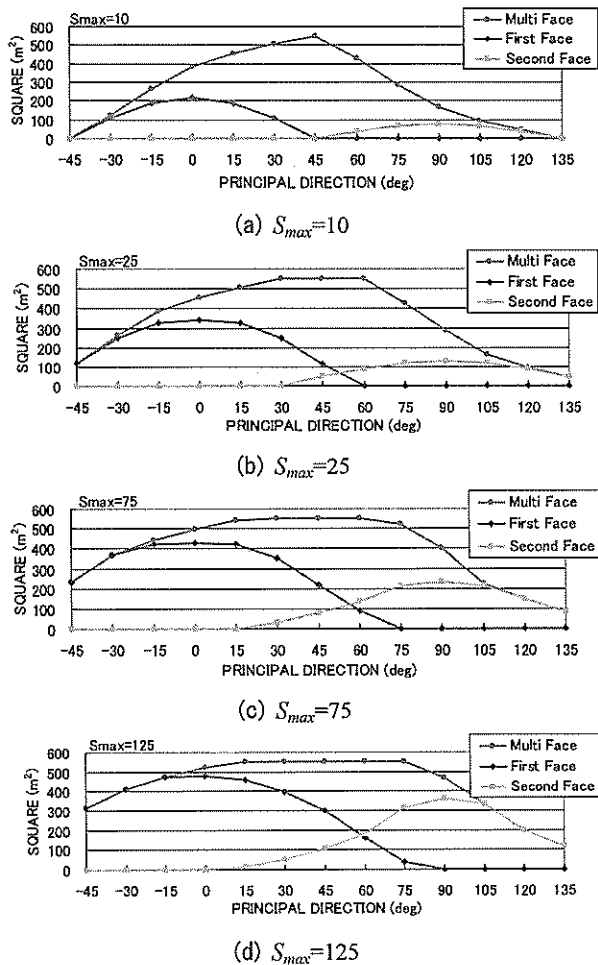 Smax=10
600
500
400
300
200
100
0
SQUARE (m²)
-45 -30 -15 0 15 30 45 60 75 90 105 120 135
PRINCIPAL DIRECTION (deg)
Multi Face
First Face
Second Face
(a) Smax=10
Smax=25
600
500
400
300
200
100
0
SQUARE (m²)
-45 -30 -15 0 15 30 45 60 75 90 105 120 135
PRINCIPAL DIRECTION (deg)
Multi Face
First Face
Second Face
(b) Smax=25
Smax=75
600
500
400
300
200
100
0
SQUARE (m²)
-45 -30 -15 0 15 30 45 60 75 90 105 120 135
PRINCIPAL DIRECTION (deg)
Multi Face
First Face
Second Face
(c) Smax=75
Smax=125
600
500
400
300
200
100
0
SQUARE (m²)
-45 -30 -15 0 15 30 45 60 75 90 105 120 135
PRINCIPAL DIRECTION (deg)
Multi Face
First Face
Second Face
(d) Smax=125